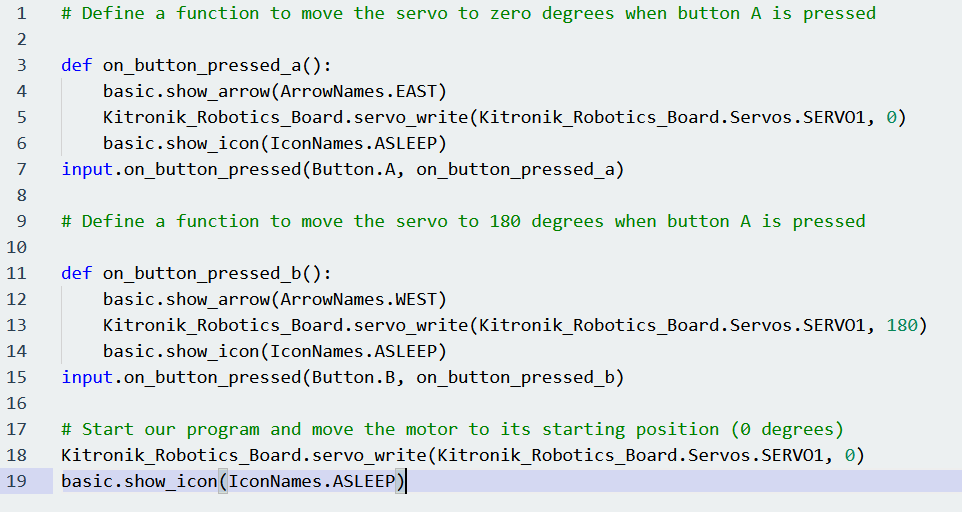 1 # Define a function to move the servo to zero degrees when button A is pressed
2
3 def on_button_pressed_a():
4     basic.show_arrow(ArrowNames.EAST)
5     Kitronik_Robotics_Board.servo_write(Kitronik_Robotics_Board.Servos.SERVO1, 0)
6     basic.show_icon(IconNames.ASLEEP)
7 input.on_button_pressed(Button.A, on_button_pressed_a)
8
9 # Define a function to move the servo to 180 degrees when button A is pressed
10
11 def on_button_pressed_b():
12     basic.show_arrow(ArrowNames.WEST)
13     Kitronik_Robotics_Board.servo_write(Kitronik_Robotics_Board.Servos.SERVO1, 180)
14     basic.show_icon(IconNames.ASLEEP)
15 input.on_button_pressed(Button.B, on_button_pressed_b)
16
17 # Start our program and move the motor to its starting position (0 degrees)
18 Kitronik_Robotics_Board.servo_write(Kitronik_Robotics_Board.Servos.SERVO1, 0)
19 basic.show_icon(IconNames.ASLEEP)